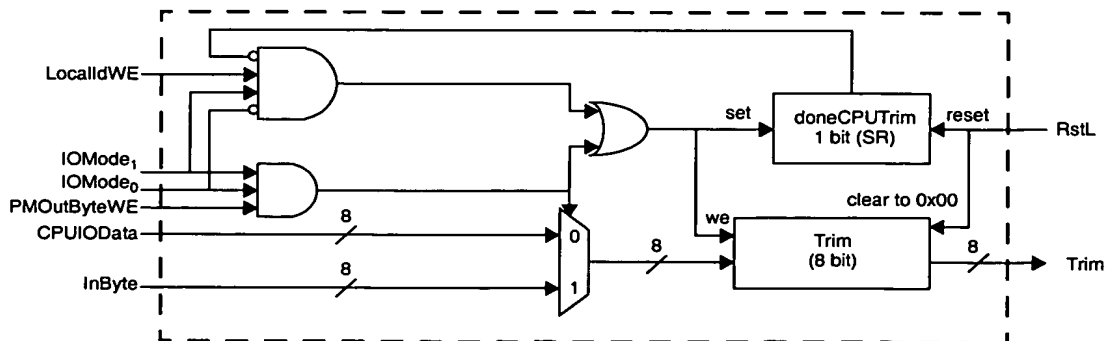 LocalIdWE
set
doneCPUTrim
1 bit (SR)
reset
RstL
IOMode₁
IOMode₀
PMOutByteWE
CPUIOData
8
0
we
clear to 0x00
8
Trim
(8 bit)
8
Trim
InByte
8
1